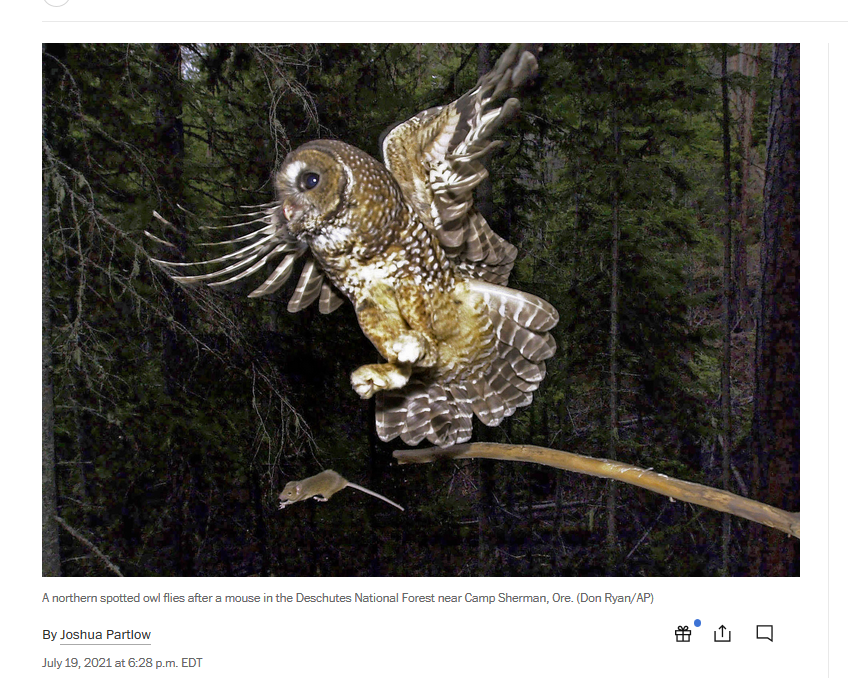 A northern spotted owl flies after a mouse in the Deschutes National Forest near Camp Sherman, Ore. (Don Ryan/AP)
By Joshua Partlow
July 19, 2021 at 6:28 p.m. EDT